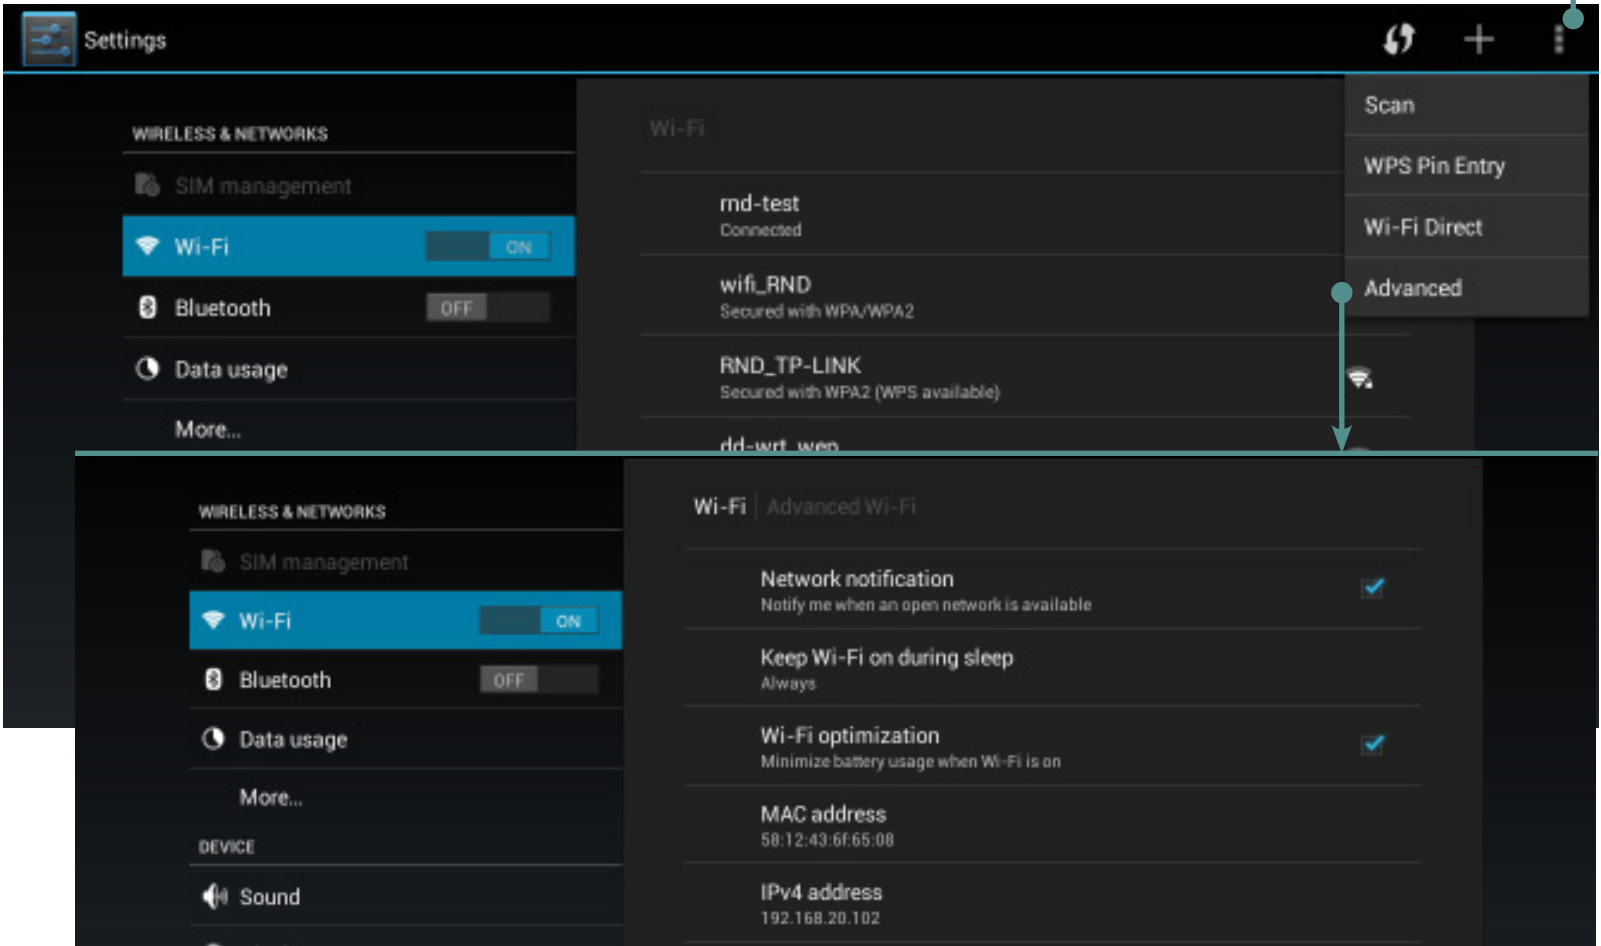 Settings
Scan
WPS Pin Entry
Wi-Fi Direct
Advanced
WIRELESS & NETWORKS
SIM management
Wi-Fi
ON
Bluetooth
OFF
Data usage
More...
Wi-Fi
rnd-test
Connected
wifi_RND
Secured with WPA/WPA2
RND_TP-LINK
Secured with WPA2 (WPS available)
dd-wrt_wep
WIRELESS & NETWORKS
SIM management
Wi-Fi
ON
Bluetooth
OFF
Data usage
More...
DEVICE
Sound
Wi-Fi Advanced Wi-Fi
Network notification
Notify me when an open network is available
Keep Wi-Fi on during sleep
Always
Wi-Fi optimization
Minimize battery usage when Wi-Fi is on
MAC address
58:12:43:6f:65:08
IPv4 address
192.168.20.102